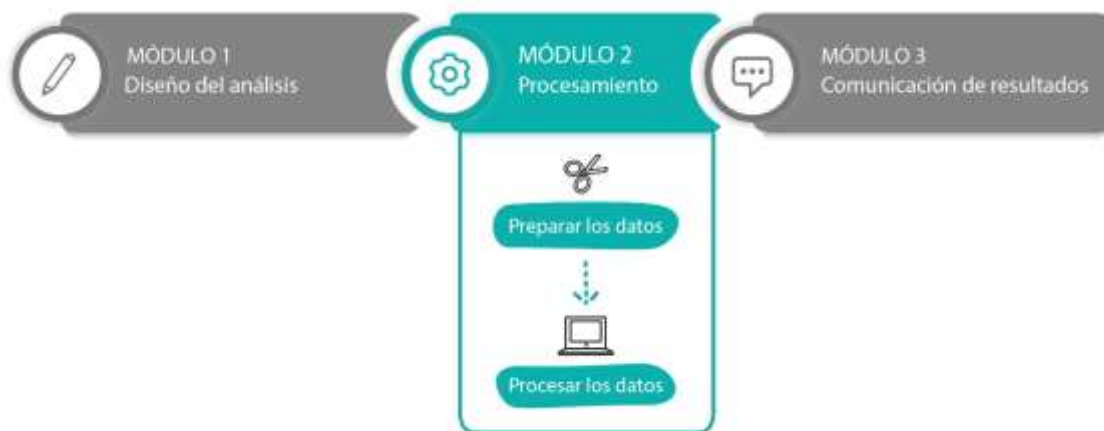 MÓDULO 1
Diseño del análisis
MÓDULO 2
Procesamiento
MÓDULO 3
Comunicación de resultados
Preparar los datos
Procesar los datos